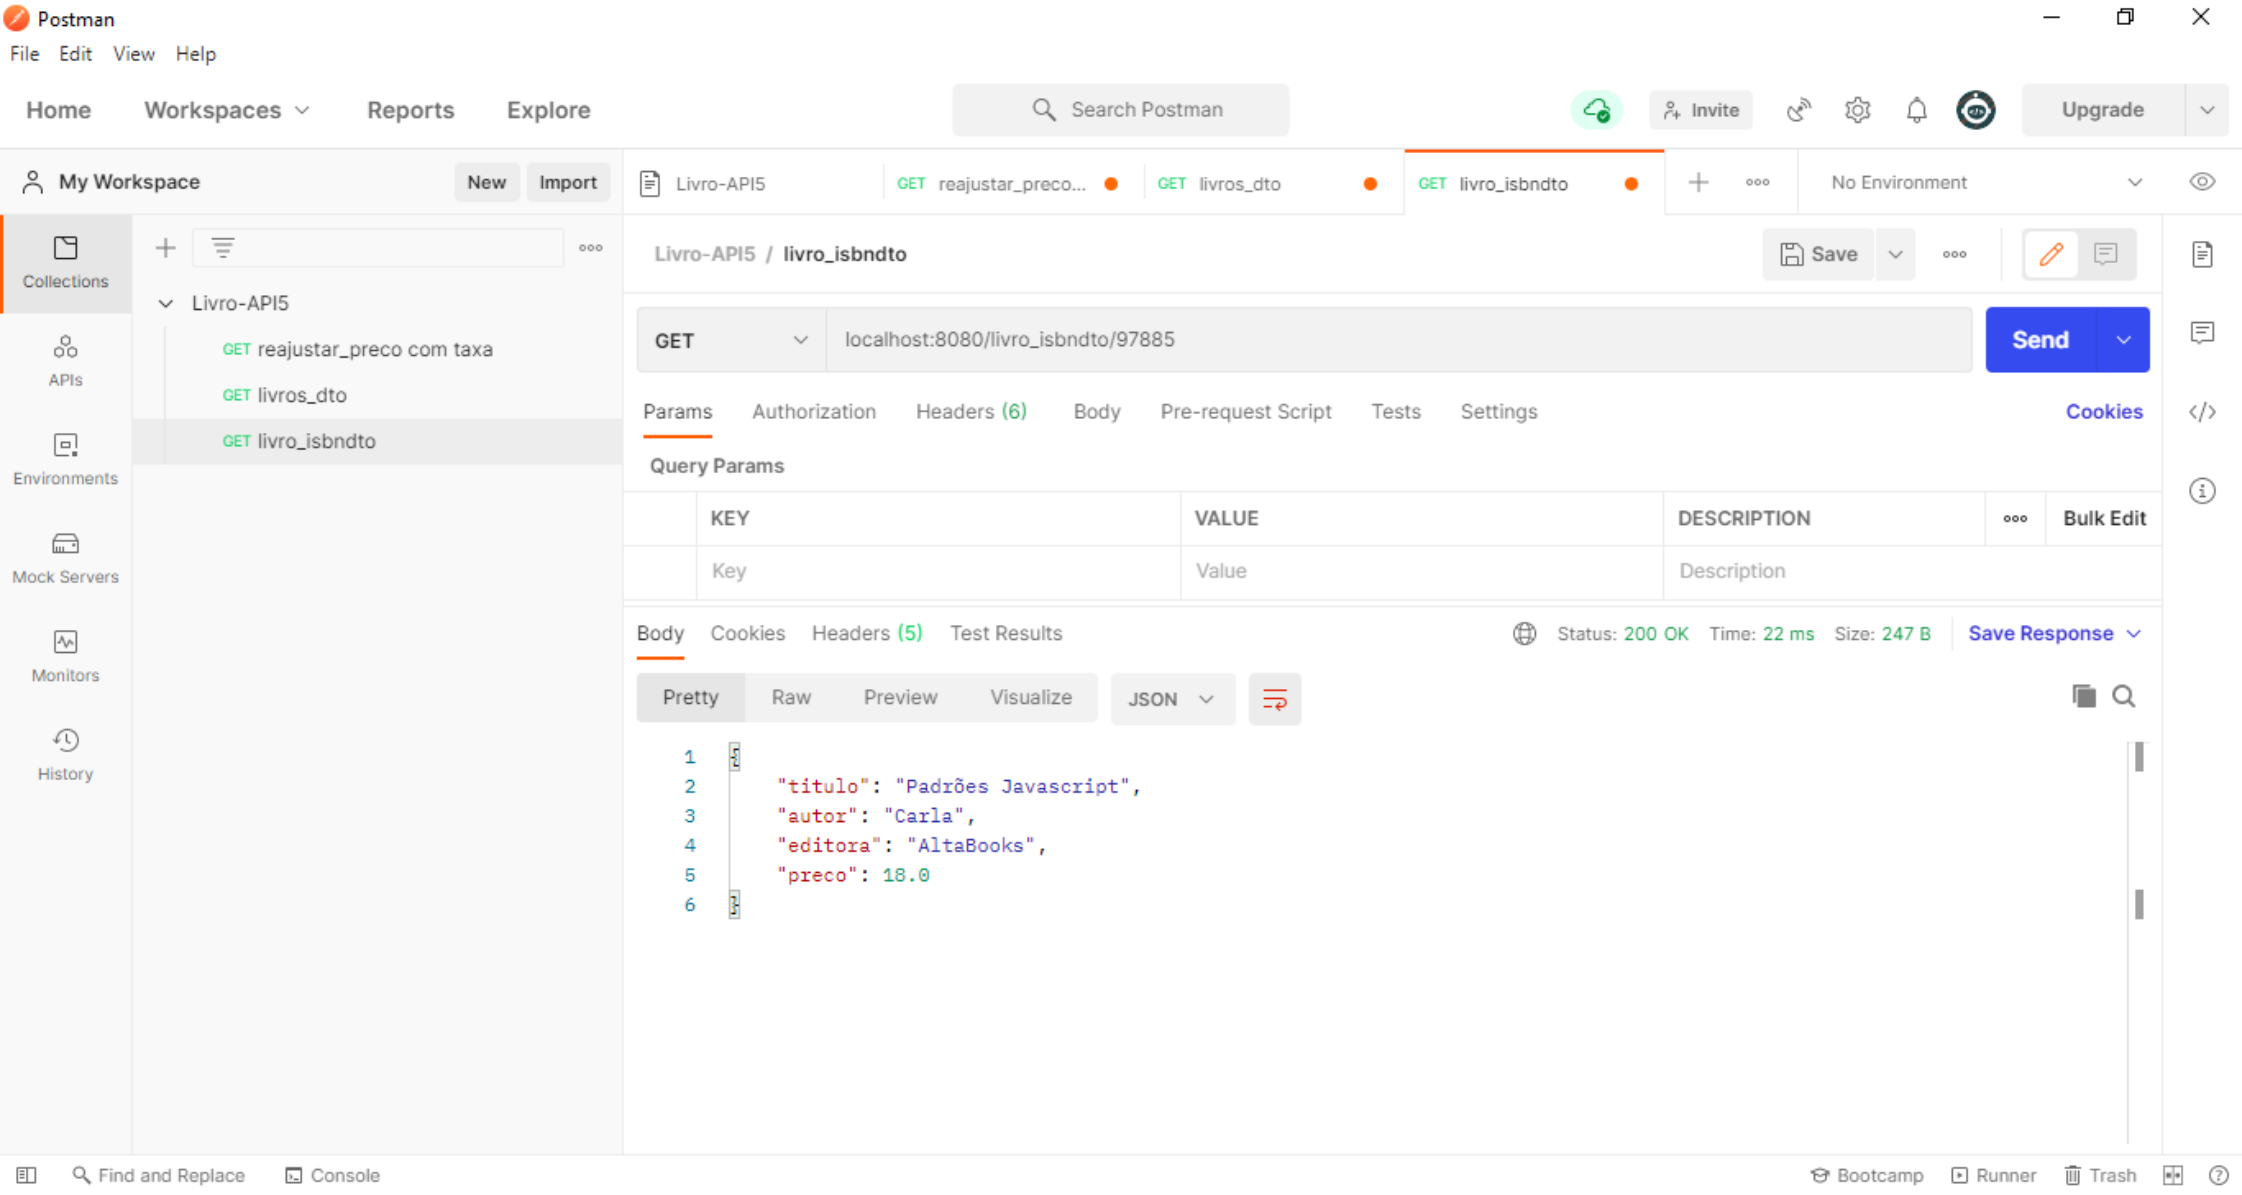 Postman
File Edit View Help
Home Workspaces Reports Explore Search Postman Invite Upgrade
My Workspace New Import Livro-API5 GET reajustar_preco... GET livros_dto GET livro_isbndto No Environment
Collections
APIs
Environments
Mock Servers
Monitors
History
Livro-API5
GET reajustar_preco com taxa
GET livros_dto
GET livro_isbndto
Livro-API5 / livro_isbndto Save
GET localhost:8080/livro_isbndto/97885 Send
Params Authorization Headers (6) Body Pre-request Script Tests Settings Cookies
Query Params
KEY VALUE DESCRIPTION Bulk Edit
Key Value Description
Body Cookies Headers (5) Test Results Status: 200 OK Time: 22 ms Size: 247 B Save Response
Pretty Raw Preview Visualize JSON
1 {
2 "titulo": "Padrões Javascript",
3 "autor": "Carla",
4 "editora": "AltaBooks",
5 "preco": 18.0
6 }
Find and Replace Console Bootcamp Runner Trash